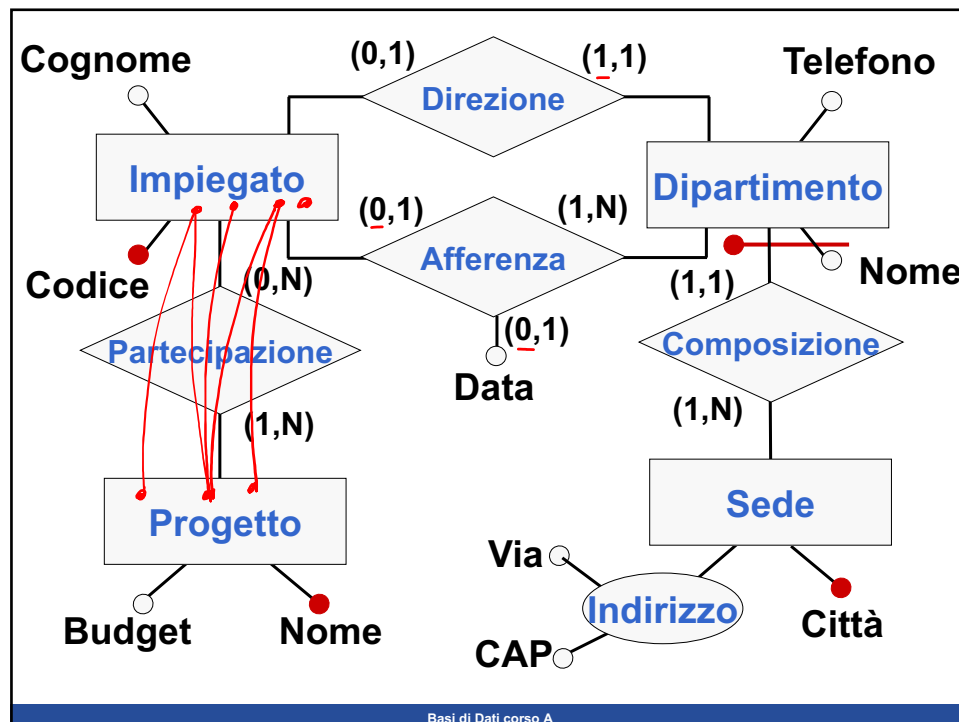 Cognome
(0,1)
(1,1)
Telefono
Direzione
Impiegato
Dipartimento
(0,1)
(1,N)
Afferenza
Codice
(0,N)
(1,1)
Nome
Partecipazione
(0,1)
Composizione
Data
(1,N)
(1,N)
Progetto
Sede
Via
Indirizzo
Budget
Nome
CAP
Città
Basi di Dati corso A